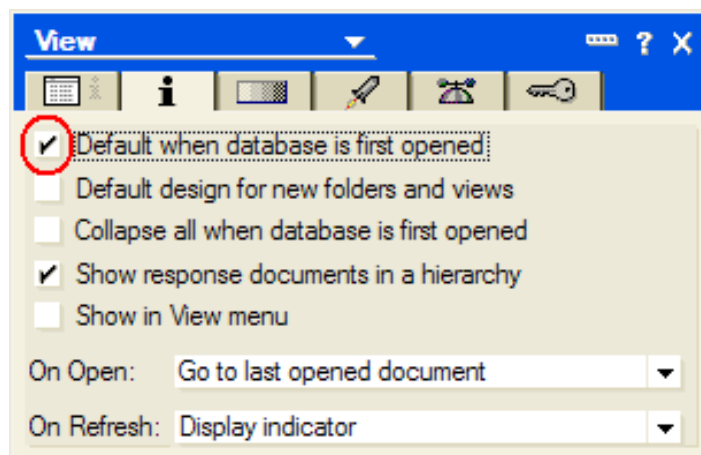 View
?
i
Default when database is first opened
Default design for new folders and views
Collapse all when database is first opened
Show response documents in a hierarchy
Show in View menu
On Open: Go to last opened document
On Refresh: Display indicator